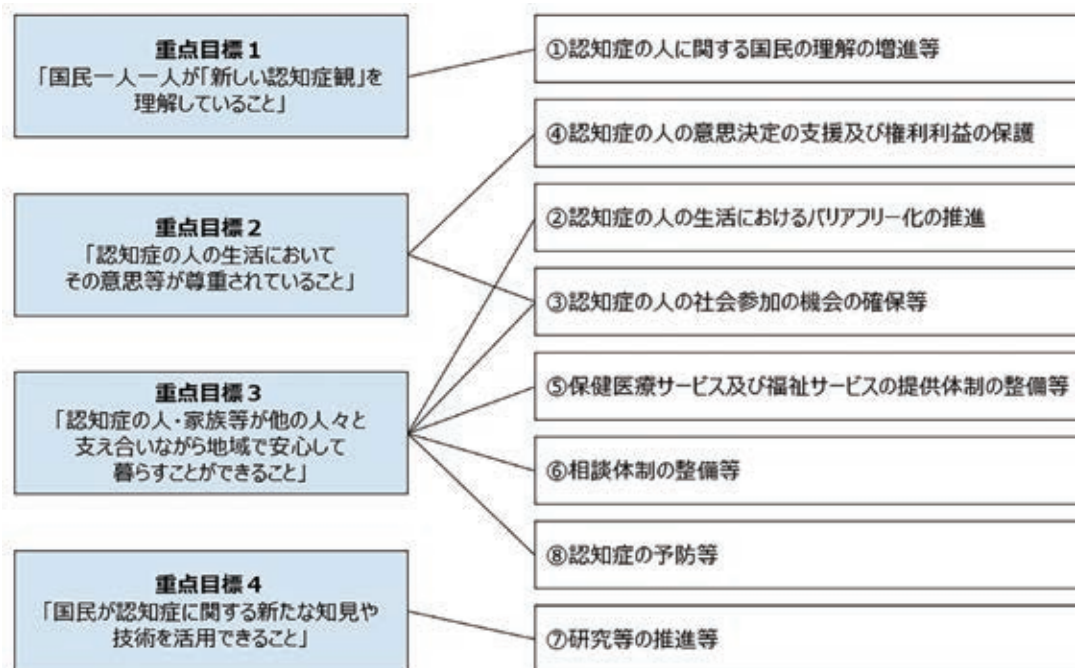 重点目標1
「国民一人一人が「新しい認知症観」を
理解していること」
重点目標2
「認知症の人の生活において
その意思等が尊重されていること」
重点目標3
「認知症の人・家族等が他の人々と
支え合いながら地域で安心して
暮らすことができること」
重点目標4
「国民が認知症に関する新たな知見や
技術を活用できること」
①認知症の人に関する国民の理解の増進等
④認知症の人の意思決定の支援及び権利利益の保護
②認知症の人の生活におけるバリアフリー化の推進
③認知症の人の社会参加の機会の確保等
⑤保健医療サービス及び福祉サービスの提供体制の整備等
⑥相談体制の整備等
⑧認知症の予防等
⑦研究等の推進等